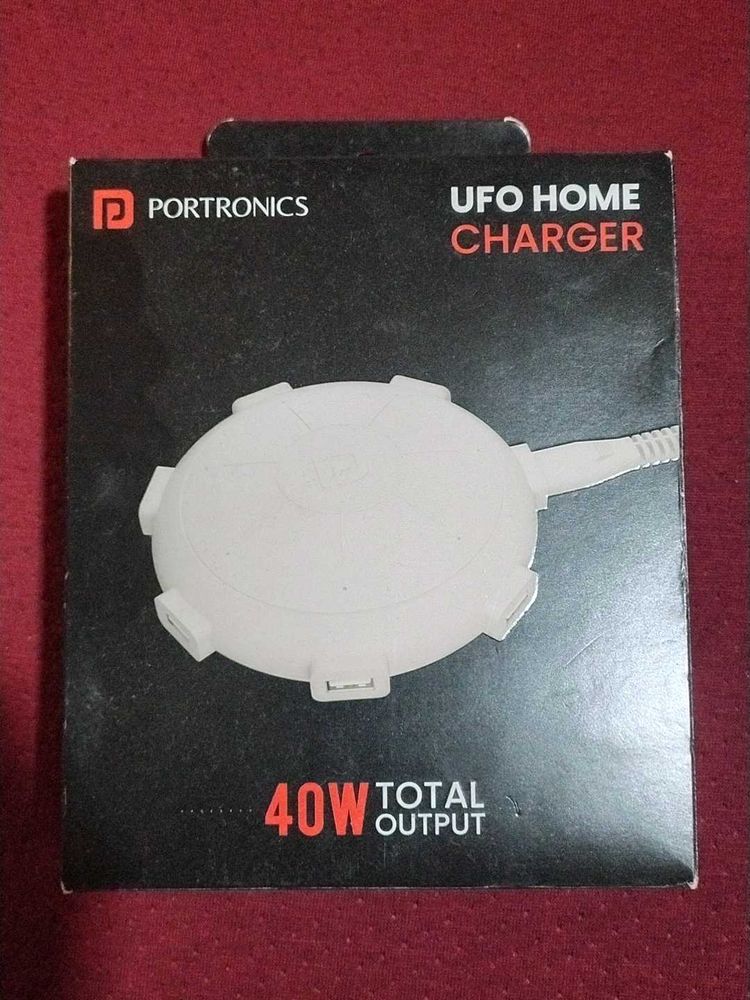 PORTRONICS
UFO HOME
CHARGER
40W TOTAL
OUTPUT